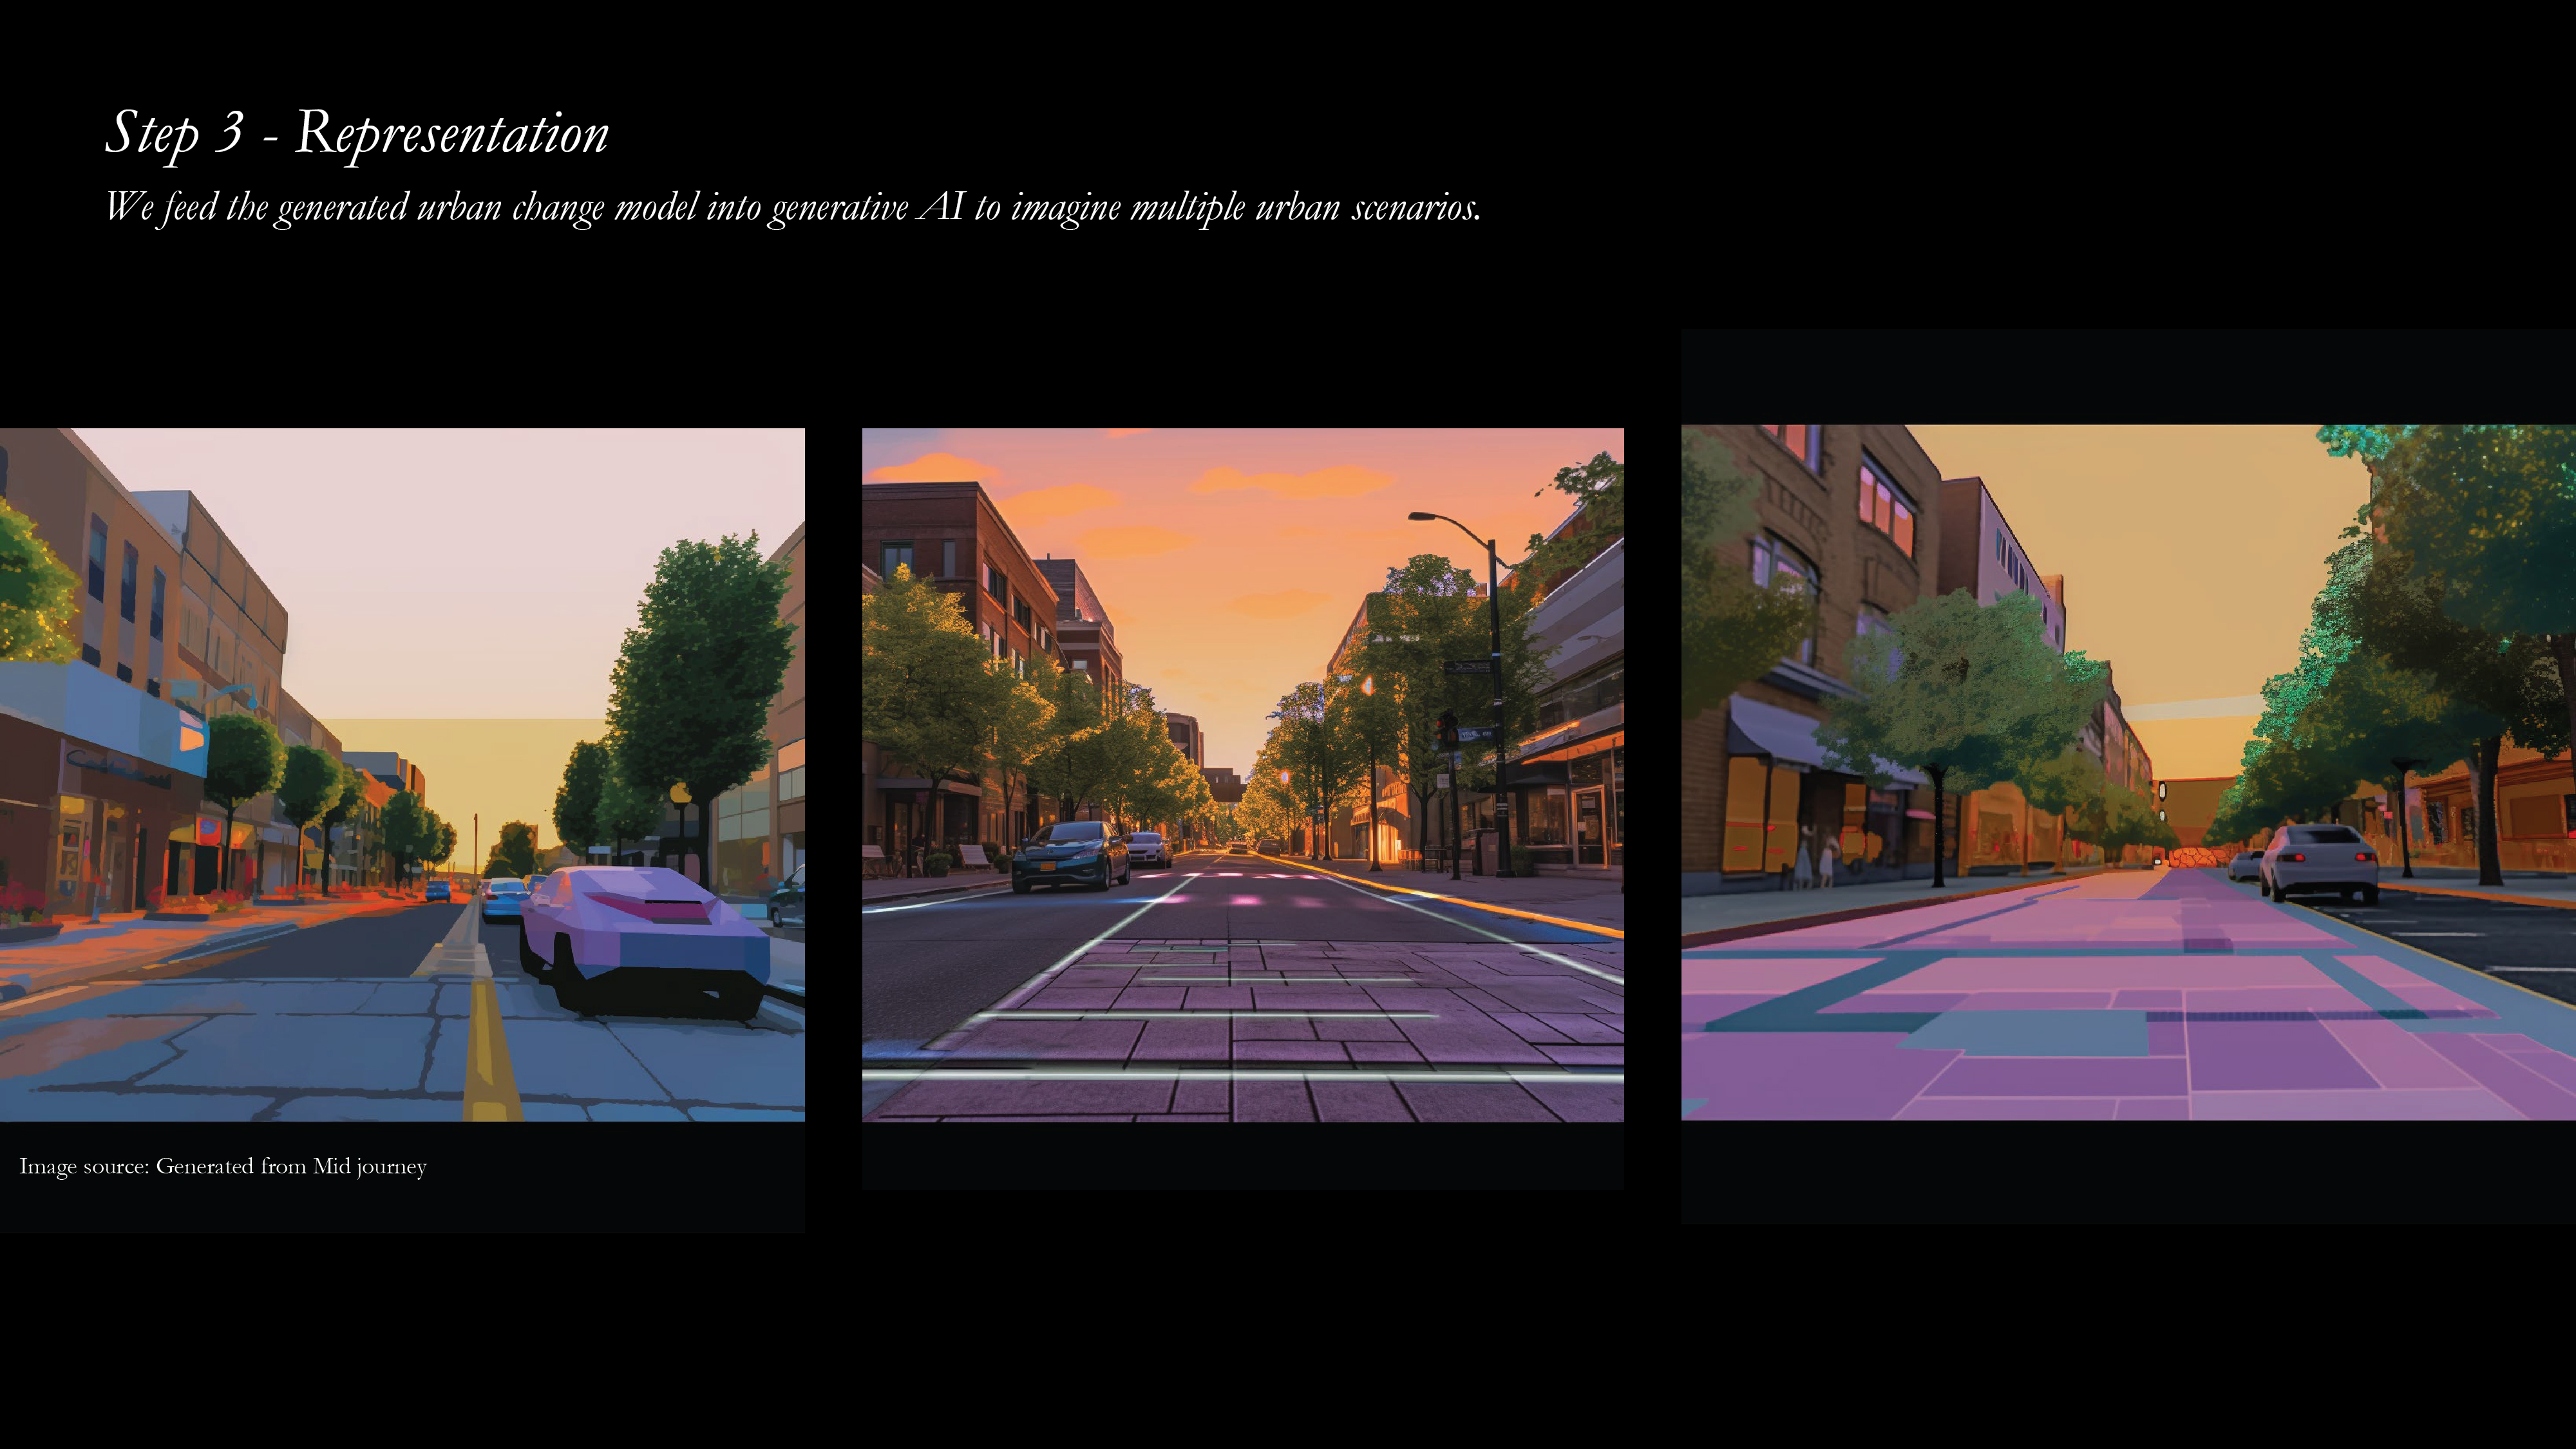 Step 3 - Representation
We feed the generated urban change model into generative AI to imagine multiple urban scenarios.
Image source: Generated from Mid journey